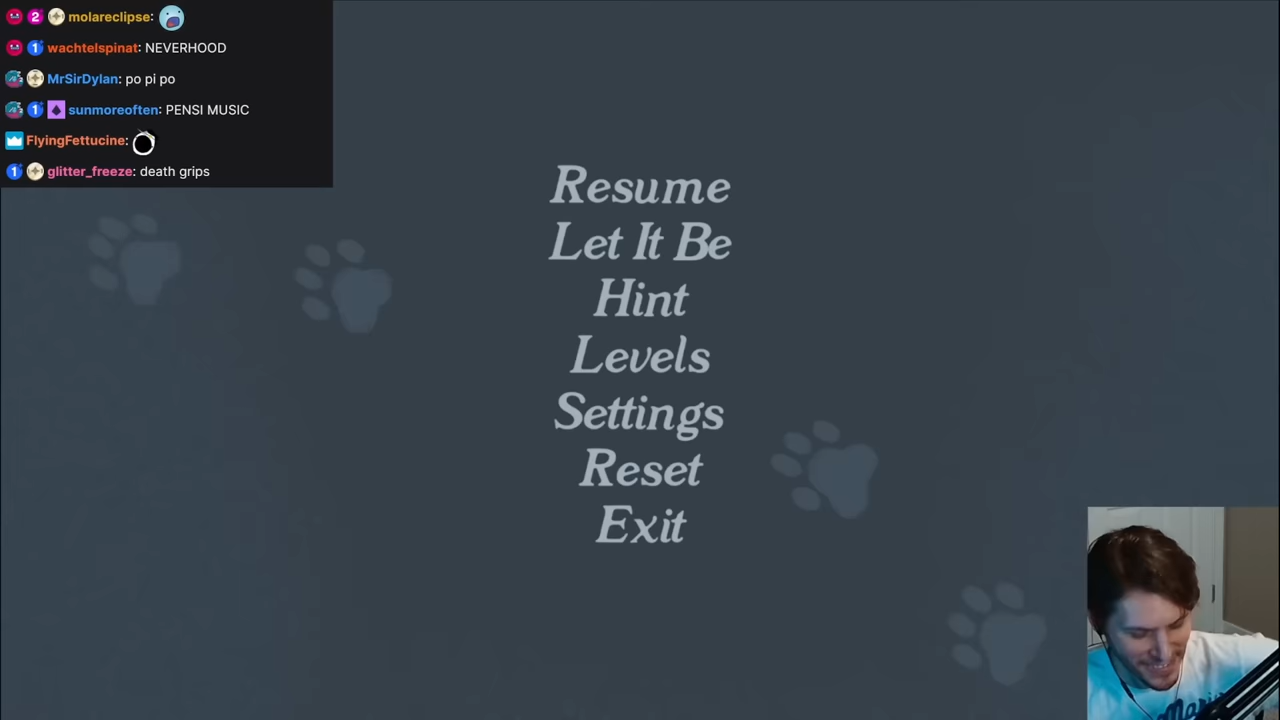 molareclipse:
wachtelspinat: NEVERHOOD
MrSirDylan: po pi po
sunmoreoften: PENSI MUSIC
FlyingFettucine:
glitter_freeze: death grips
Resume
Let It Be
Hint
Levels
Settings
Reset
Exit